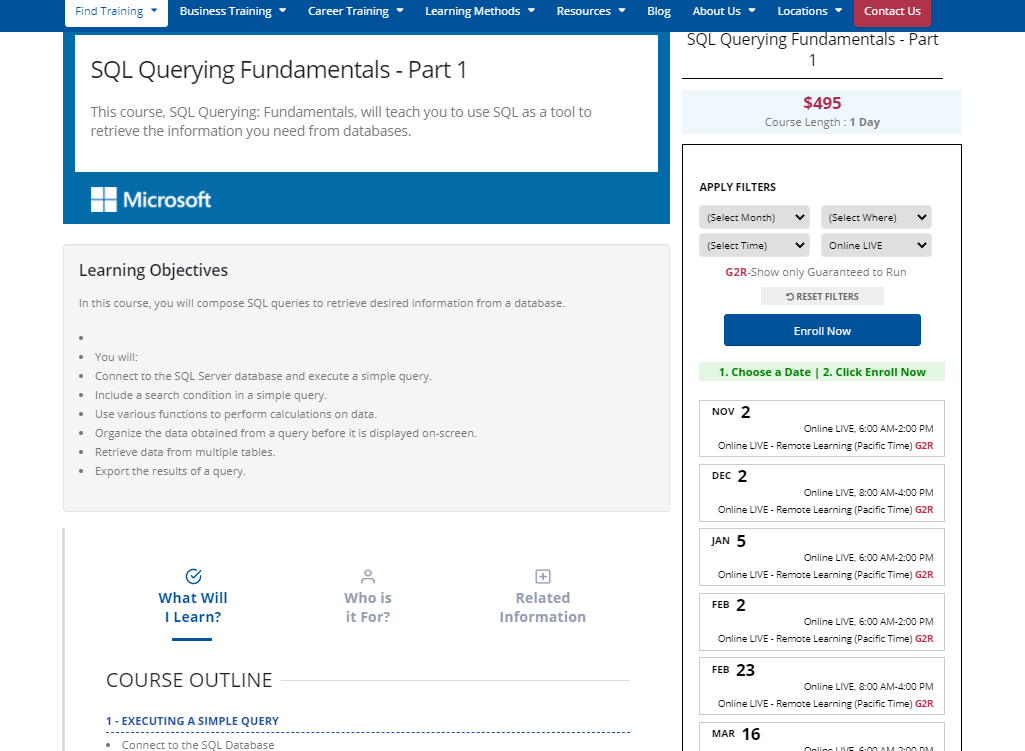 Find Training
Business Training
Career Training
Learning Methods
Resources
Blog
About Us
Locations
Contact Us
SQL Querying Fundamentals - Part 1
This course, SQL Querying: Fundamentals, will teach you to use SQL as a tool to
retrieve the information you need from databases.
Microsoft
Learning Objectives
In this course, you will compose SQL queries to retrieve desired information from a database.
You will:
Connect to the SQL Server database and execute a simple query.
Include a search condition in a simple query.
Use various functions to perform calculations on data.
Organize the data obtained from a query before it is displayed on-screen.
Retrieve data from multiple tables.
Export the results of a query.
What Will
I Learn?
Who is
it For?
Related
Information
COURSE OUTLINE
1 - EXECUTING A SIMPLE QUERY
Connect to the SQL Database
SQL Querying Fundamentals - Part
1
$495
Course Length : 1 Day
APPLY FILTERS
(Select Month)
(Select Where)
(Select Time)
Online LIVE
G2R-Show only Guaranteed to Run
RESET FILTERS
Enroll Now
1. Choose a Date | 2. Click Enroll Now
NOV 2
Online LIVE, 6:00 AM-2:00 PM
Online LIVE - Remote Learning (Pacific Time) G2R
DEC 2
Online LIVE, 8:00 AM-4:00 PM
Online LIVE - Remote Learning (Pacific Time) G2R
JAN 5
Online LIVE, 6:00 AM-2:00 PM
Online LIVE - Remote Learning (Pacific Time) G2R
FEB 2
Online LIVE, 6:00 AM-2:00 PM
Online LIVE - Remote Learning (Pacific Time) G2R
FEB 23
Online LIVE, 8:00 AM-4:00 PM
Online LIVE - Remote Learning (Pacific Time) G2R
MAR 16
Online LIVE, 6:00 AM-2:00 PM